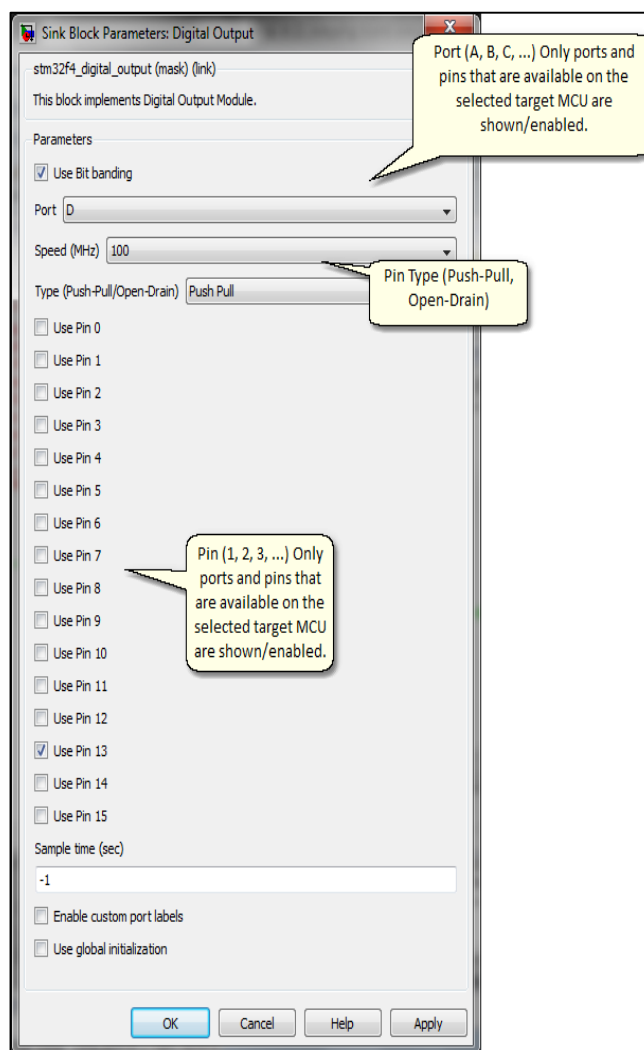 Sink Block Parameters: Digital Output
stm32f4_digital_output (mask) (link)
This block implements Digital Output Module.
Port (A, B, C, ...) Only ports and
pins that are available on the
selected target MCU are
shown/enabled.
Parameters
Use Bit banding
Port D
Speed (MHz) 100
Pin Type (Push-Pull,
Open-Drain)
Type (Push-Pull/Open-Drain) Push Pull
Use Pin 0
Use Pin 1
Use Pin 2
Use Pin 3
Use Pin 4
Use Pin 5
Use Pin 6
Use Pin 7
Use Pin 8
Use Pin 9
Use Pin 10
Use Pin 11
Use Pin 12
Use Pin 13
Use Pin 14
Use Pin 15
Pin (1, 2, 3, ...) Only
ports and pins that
are available on the
selected target MCU
are shown/enabled.
Sample time (sec)
-1
Enable custom port labels
Use global initialization
OK Cancel Help Apply